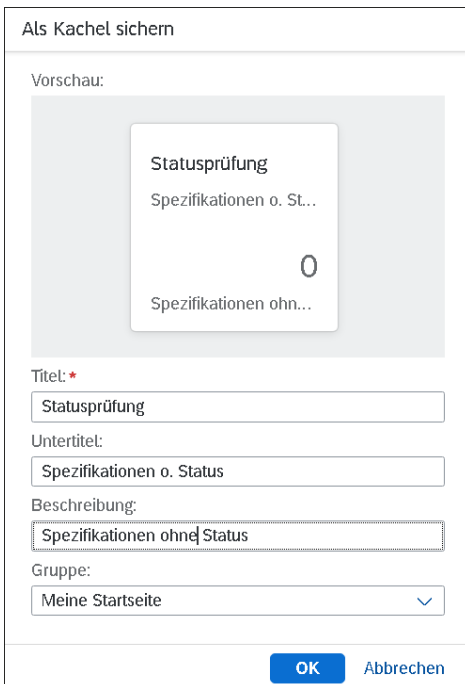 Als Kachel sichern
Vorschau:
Statusprüfung
Spezifikationen o. St...
0
Spezifikationen ohn...
Titel: *
Statusprüfung
Untertitel:
Spezifikationen o. Status
Beschreibung:
Spezifikationen ohne Status
Gruppe:
Meine Startseite
OK Abbrechen